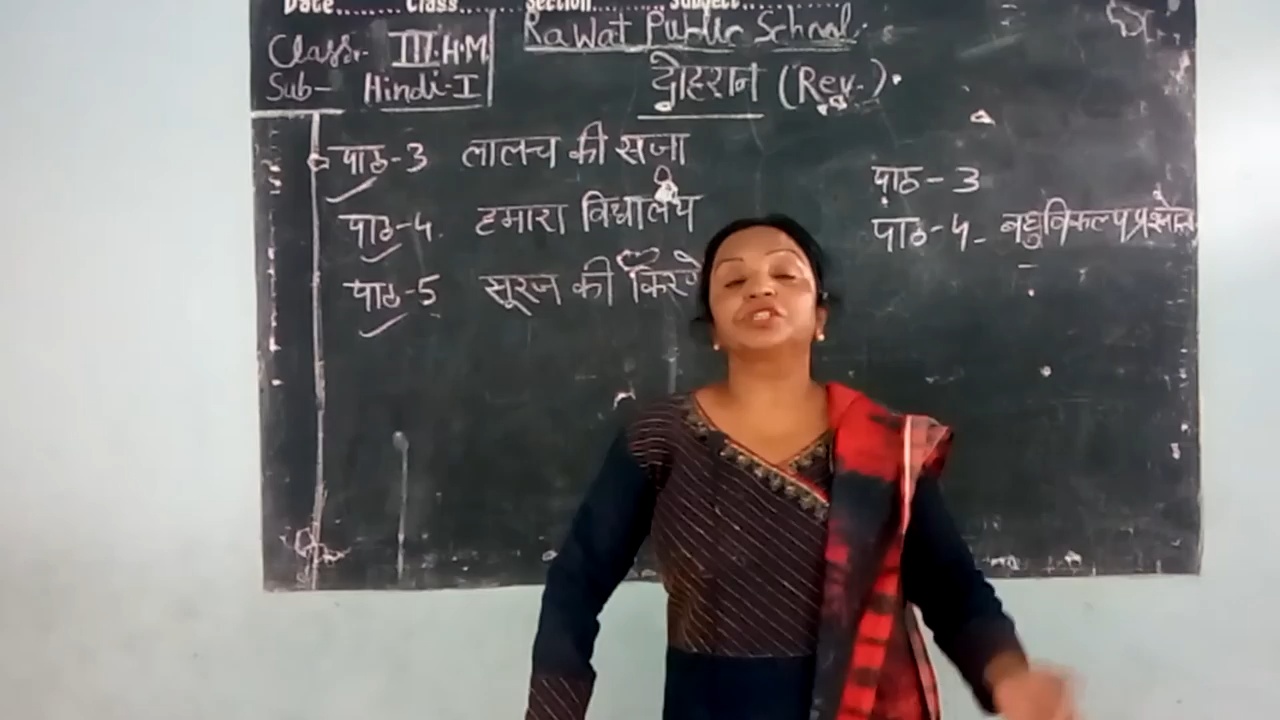 Date........ Class....... Section........... Subject...................
Rawat Public School
Class- III.H.M
Sub- Hindi-I
दोहरान (Rev.)
पाठ-3 लालच की सजा
पाठ-4. हमारा विद्यालय
पाठ-5 सूरज की किरणे
पाठ-3
पाठ-4- बहुविकल्पप्रश्नोत्त